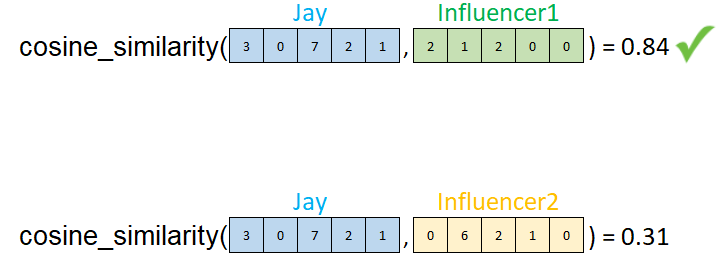 Jay Influencer1
cosine_similarity( 3 0 7 2 1 , 2 1 2 0 0 ) = 0.84
Jay Influencer2
cosine_similarity( 3 0 7 2 1 , 0 6 2 1 0 ) = 0.31